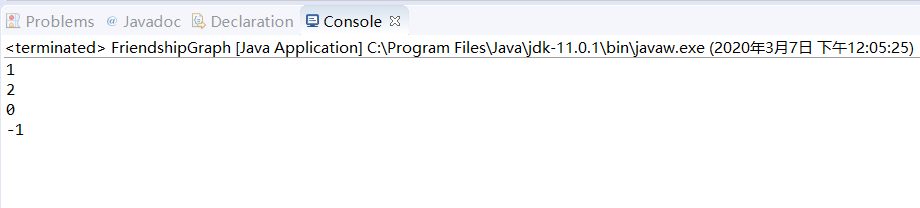 Problems @ Javadoc Declaration Console
<terminated> FriendshipGraph [Java Application] C:\Program Files\Java\jdk-11.0.1\bin\javaw.exe (2020年3月7日 下午12:05:25)
1
2
0
-1